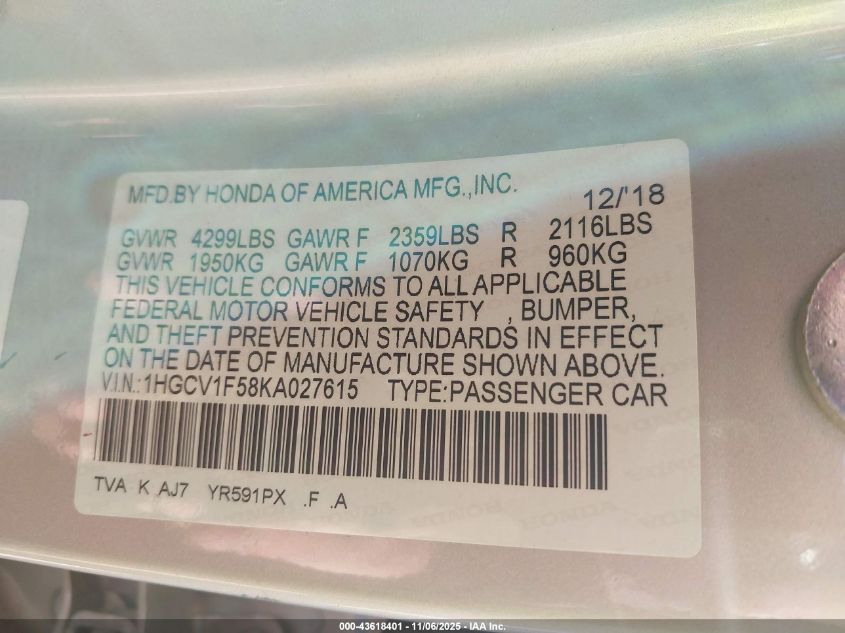 MFD.BY HONDA OF AMERICA MFG.,INC. 12/'18
GVWR 4299LBS GAWR F 2359LBS R 2116LBS
GVWR 1950KG GAWR F 1070KG R 960KG
THIS VEHICLE CONFORMS TO ALL APPLICABLE
FEDERAL MOTOR VEHICLE SAFETY , BUMPER,
AND THEFT PREVENTION STANDARDS IN EFFECT
ON THE DATE OF MANUFACTURE SHOWN ABOVE.
V.I.N.:1HGCV1F58KA027615 TYPE:PASSENGER CAR
TVA K AJ7 YR591PX .F .A
000-43618401 - 11/06/2025 - IAA Inc.